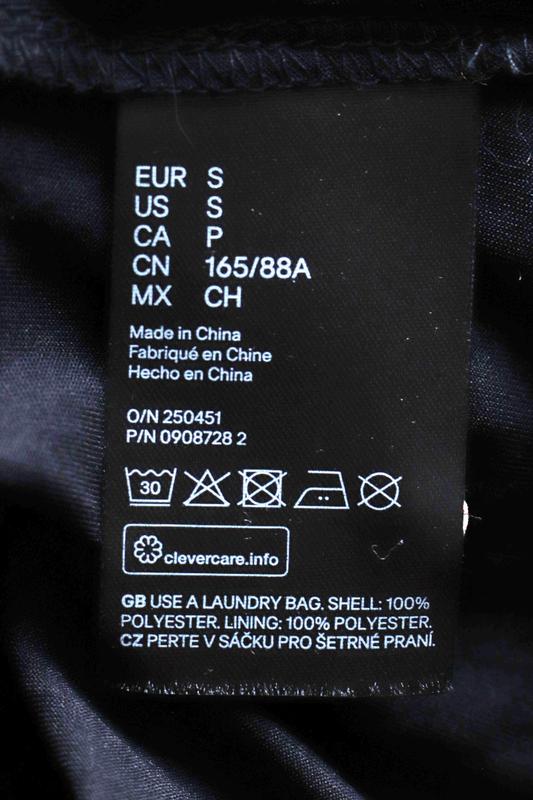 EUR S
US S
CA P
CN 165/88A
MX CH
Made in China
Fabriqué en Chine
Hecho en China
O/N 250451
P/N 0908728 2
30
clevercare.info
GB USE A LAUNDRY BAG. SHELL: 100%
POLYESTER. LINING: 100% POLYESTER.
CZ PERTE V SÁČKU PRO ŠETRNÉ PRANÍ.